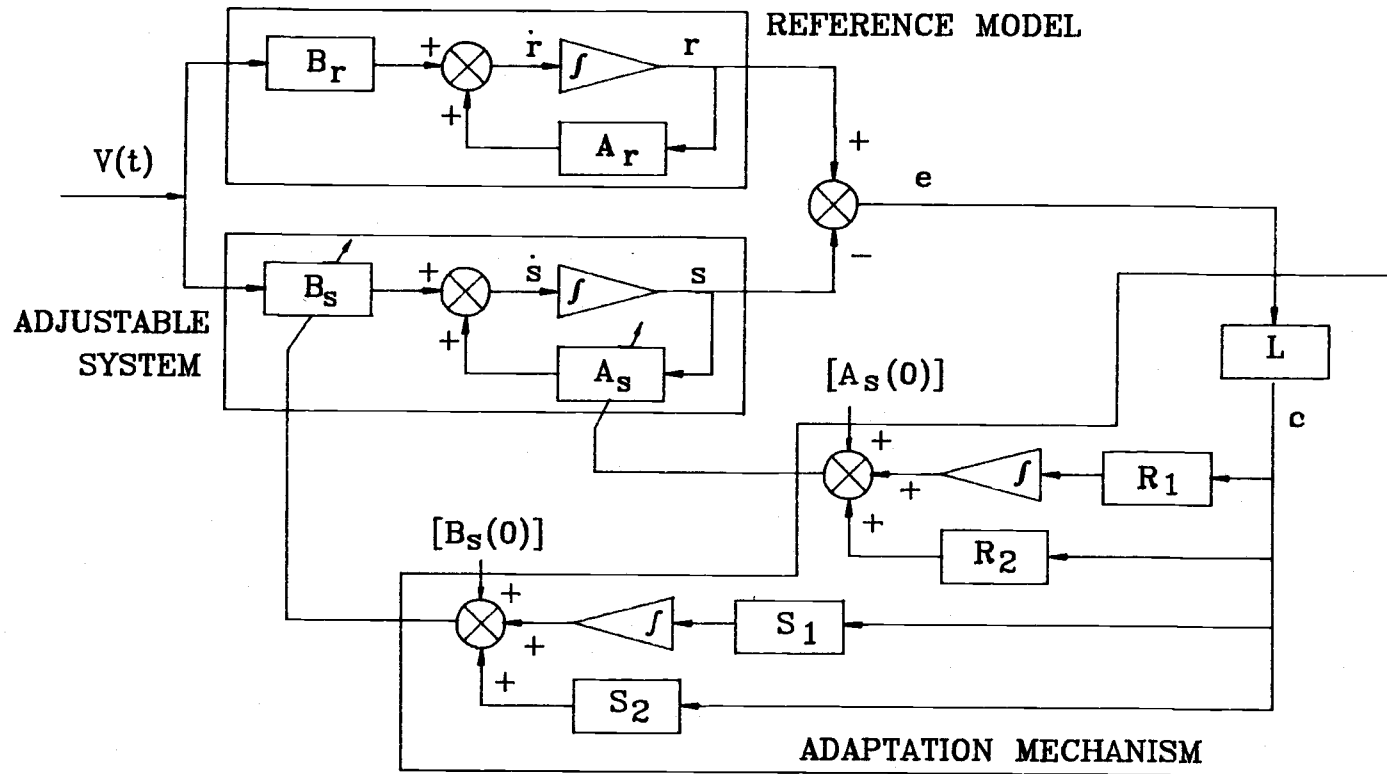 REFERENCE MODEL
V(t)
B_r
+
ṙ
∫
r
+
A_r
+
e
−
ADJUSTABLE
SYSTEM
B_s
+
ṡ
∫
s
+
A_s
L
c
[A_s(0)]
+
+
∫
R_1
+
R_2
[B_s(0)]
+
+
∫
S_1
+
S_2
ADAPTATION MECHANISM